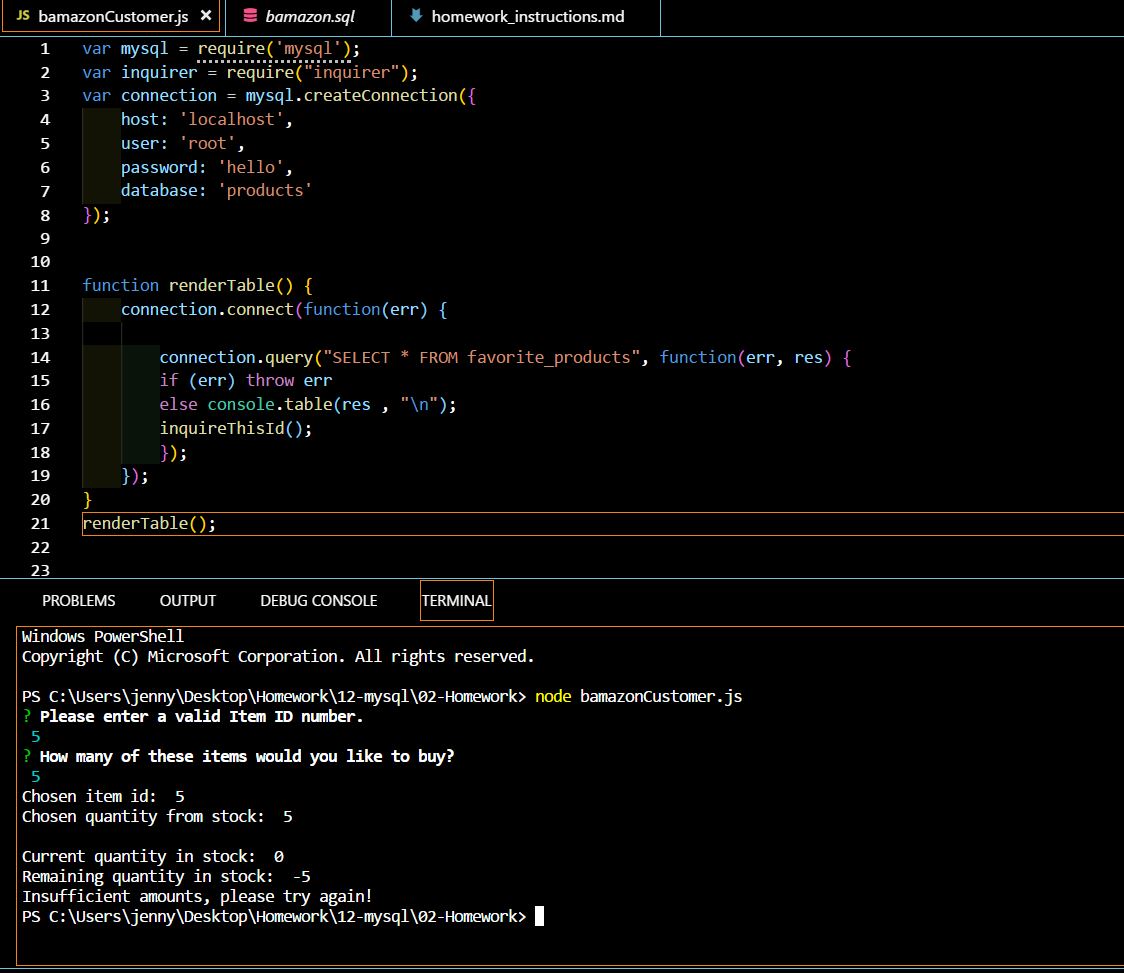 JS bamazonCustomer.js ×
bamazon.sql
homework_instructions.md
1 var mysql = require('mysql');
2 var inquirer = require("inquirer");
3 var connection = mysql.createConnection({
4     host: 'localhost',
5     user: 'root',
6     password: 'hello',
7     database: 'products'
8 });
9
10
11 function renderTable() {
12     connection.connect(function(err) {
13
14         connection.query("SELECT * FROM favorite_products", function(err, res) {
15         if (err) throw err
16         else console.table(res , "\n");
17         inquireThisId();
18         });
19     });
20 }
21 renderTable();
22
23
PROBLEMS OUTPUT DEBUG CONSOLE TERMINAL
Windows PowerShell
Copyright (C) Microsoft Corporation. All rights reserved.
PS C:\Users\jenny\Desktop\Homework\12-mysql\02-Homework> node bamazonCustomer.js
? Please enter a valid Item ID number.
5
? How many of these items would you like to buy?
5
Chosen item id:  5
Chosen quantity from stock:  5
Current quantity in stock:  0
Remaining quantity in stock:  -5
Insufficient amounts, please try again!
PS C:\Users\jenny\Desktop\Homework\12-mysql\02-Homework>